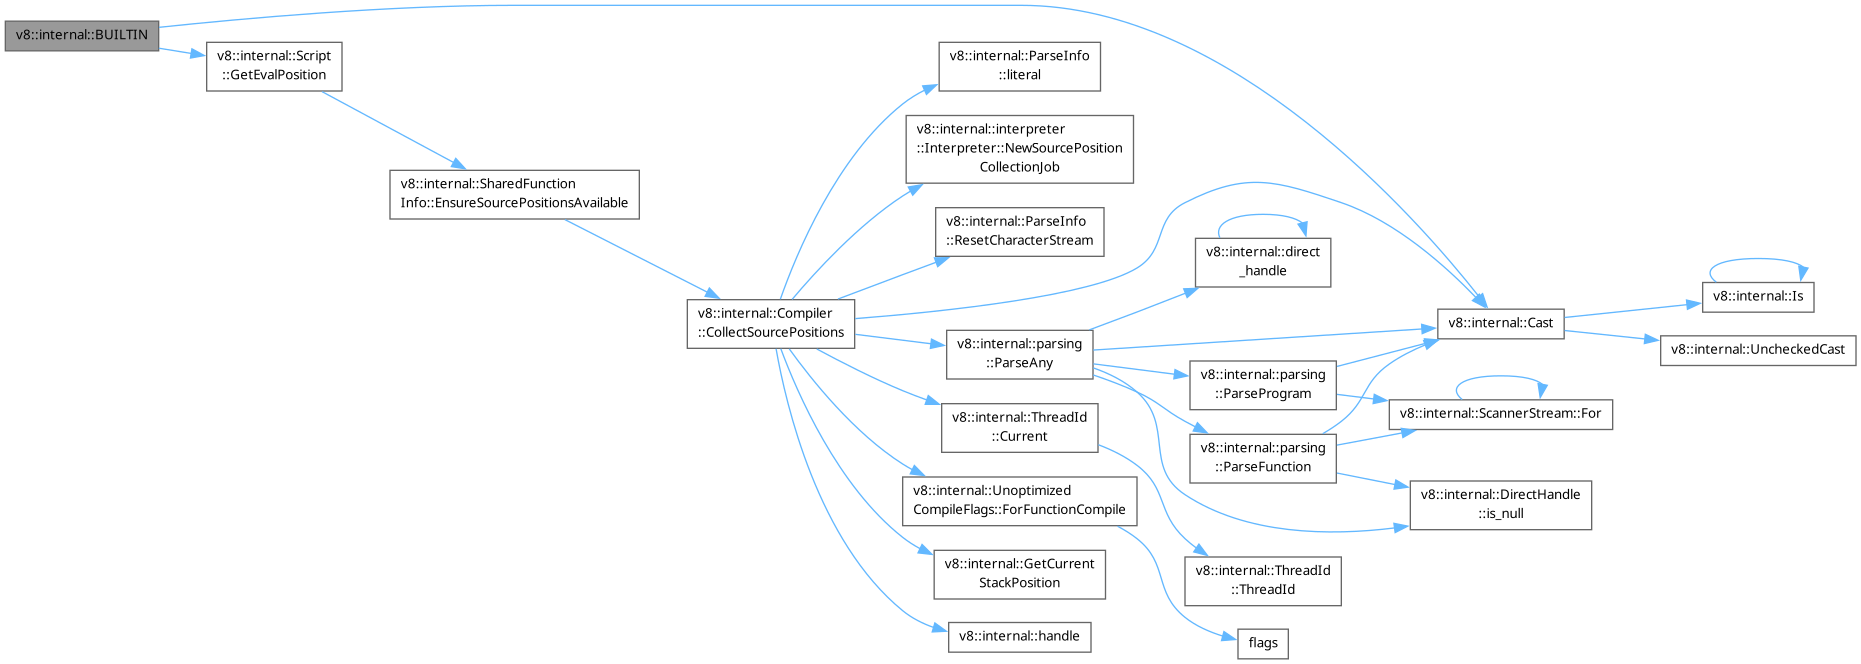 v8::internal::BUILTIN
v8::internal::Script
::GetEvalPosition
v8::internal::SharedFunction
Info::EnsureSourcePositionsAvailable
v8::internal::Compiler
::CollectSourcePositions
v8::internal::ParseInfo
::literal
v8::internal::interpreter
::Interpreter::NewSourcePosition
CollectionJob
v8::internal::ParseInfo
::ResetCharacterStream
v8::internal::parsing
::ParseAny
v8::internal::ThreadId
::Current
v8::internal::Unoptimized
CompileFlags::ForFunctionCompile
v8::internal::GetCurrent
StackPosition
v8::internal::handle
v8::internal::direct
_handle
v8::internal::parsing
::ParseProgram
v8::internal::parsing
::ParseFunction
v8::internal::ThreadId
::ThreadId
flags
v8::internal::Cast
v8::internal::ScannerStream::For
v8::internal::DirectHandle
::is_null
v8::internal::Is
v8::internal::UncheckedCast